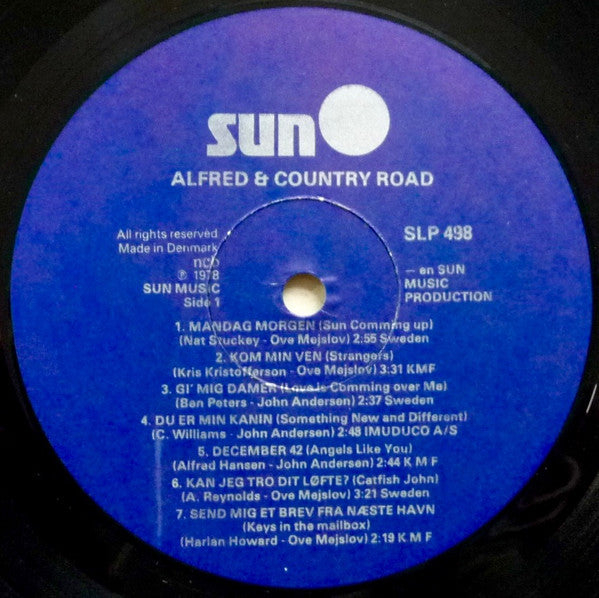 sun
ALFRED & COUNTRY ROAD
All rights reserved
Made in Denmark
ncb
℗ 1978
SUN MUSIC
Side 1
SLP 498
— en SUN
MUSIC
PRODUCTION
1. MANDAG MORGEN (Sun Comming up)
(Nat Stuckey - Ove Mejslov) 2:55 Sweden
2. KOM MIN VEN (Strangers)
(Kris Kristofferson - Ove Mejslov) 3:31 KMF
3. GI' MIG DAMER (Love is Comming over Me)
(Ben Peters - John Andersen) 2:37 Sweden
4. DU ER MIN KANIN (Something New and Different)
(C. Williams - John Andersen) 2:48 IMUDUCO A/S
5. DECEMBER 42 (Angels Like You)
(Alfred Hansen - John Andersen) 2:44 K M F
6. KAN JEG TRO DIT LØFTE? (Catfish John)
(A. Reynolds - Ove Mejslov) 3:21 Sweden
7. SEND MIG ET BREV FRA NÆSTE HAVN
(Keys in the mailbox)
(Harlan Howard - Ove Mejslov) 2:19 K M F